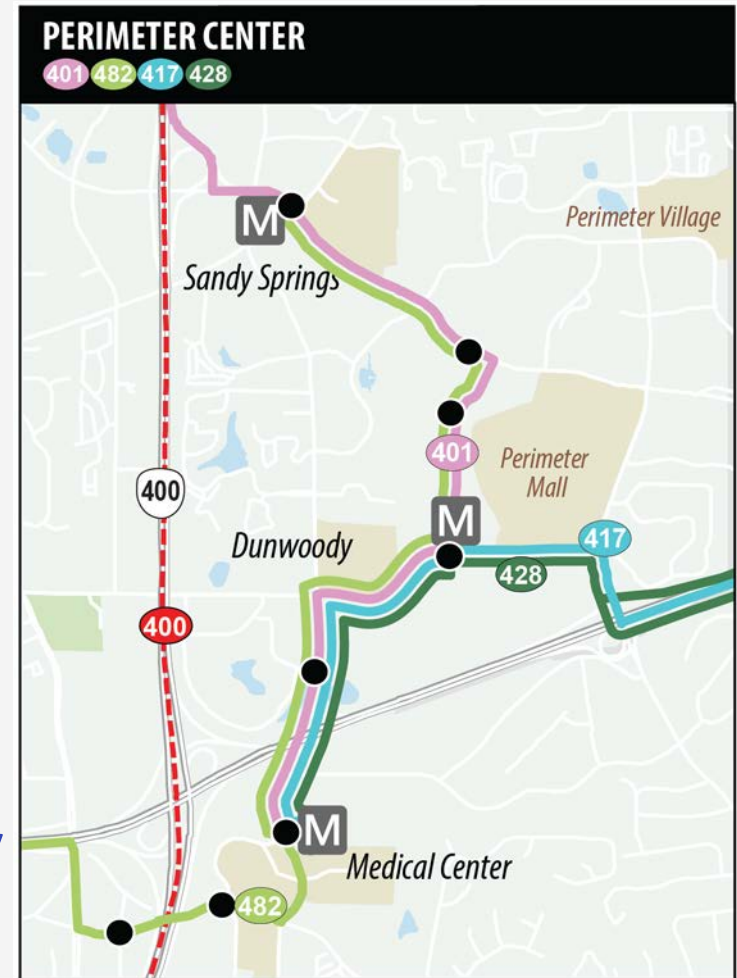 PERIMETER CENTER
401 482 417 428
M
Perimeter Village
Sandy Springs
401
Perimeter
Mall
400
M
Dunwoody
417
428
400
M
Medical Center
482